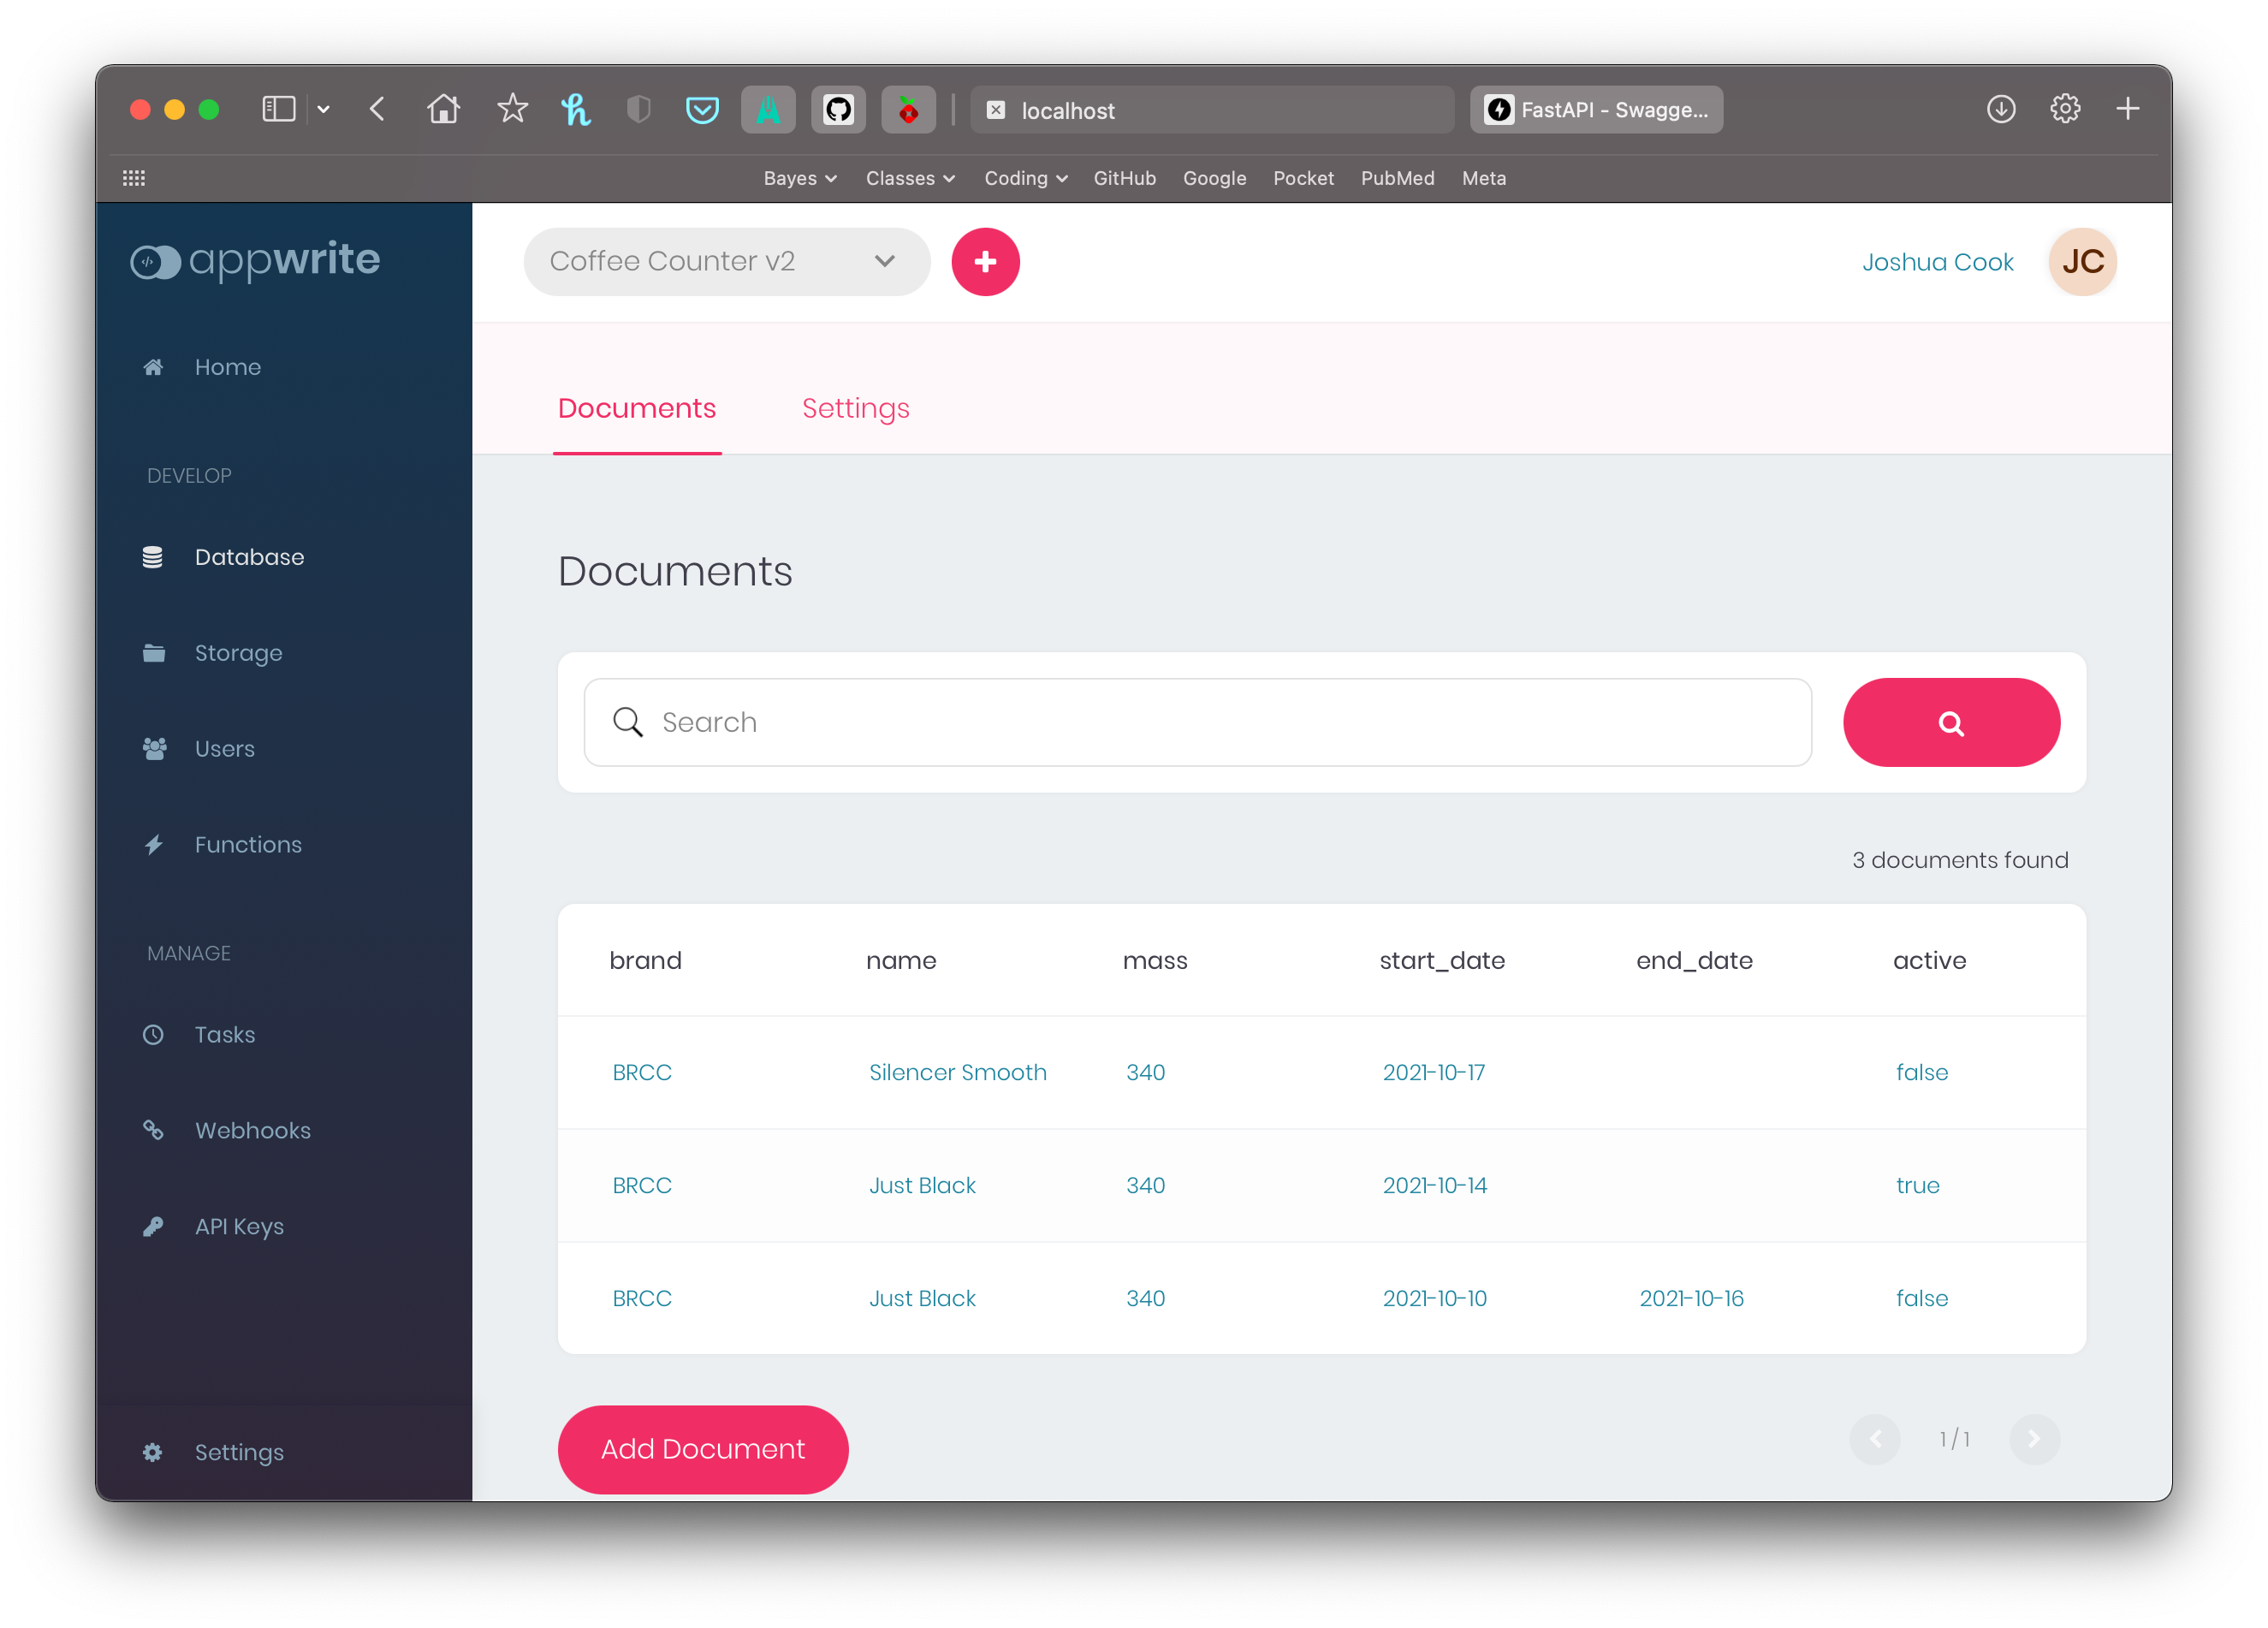 localhost
FastAPI - Swagge...
Bayes Classes Coding GitHub Google Pocket PubMed Meta
appwrite
Coffee Counter v2
Joshua Cook JC
Home
DEVELOP
Database
Storage
Users
Functions
MANAGE
Tasks
Webhooks
API Keys
Settings
Documents Settings
Documents
Search
3 documents found
brand name mass start_date end_date active
BRCC Silencer Smooth 340 2021-10-17 false
BRCC Just Black 340 2021-10-14 true
BRCC Just Black 340 2021-10-10 2021-10-16 false
Add Document
1 / 1